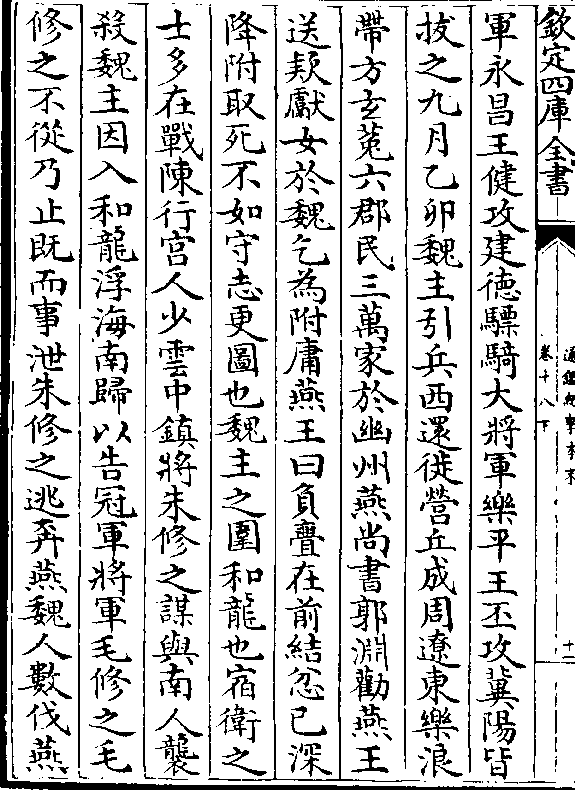 欽定四庫全書
通鑑紀事本末
卷十八下
十一
軍永昌王健攻建德驃騎大將軍樂平王丕攻冀陽皆
拔之九月乙卯魏主引兵西還徙營丘成周遼東樂浪
帶方玄菟六郡民三萬家於幽州燕尚書郭淵勸燕王
送款獻女於魏乞為附庸燕王曰負舋在前結忿已深
降附取死不如守志更圖也魏主之圍和龍也宿衛之
士多在戰陳行宫人少雲中鎮將朱修之謀與南人襲
殺魏主因入和龍浮海南歸以告冠軍將軍毛修之毛
修之不從乃止既而事泄朱修之逃奔燕魏人數伐燕